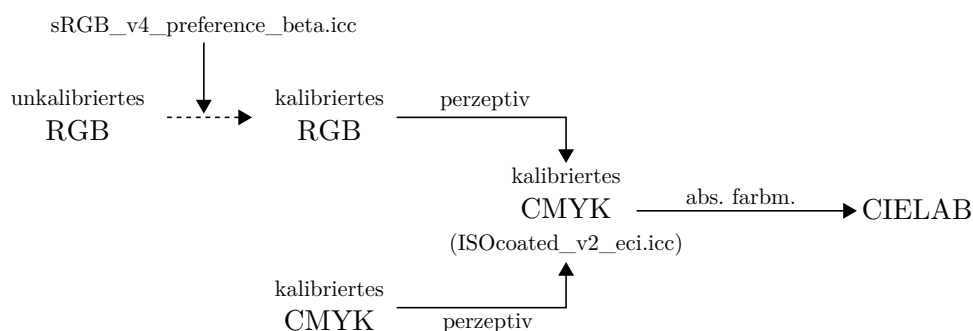 sRGB_v4_preference_beta.icc
unkalibriertes
RGB
kalibriertes
RGB
perzeptiv
kalibriertes
CMYK
(ISOcoated_v2_eci.icc)
abs. farbm.
CIELAB
kalibriertes
CMYK
perzeptiv